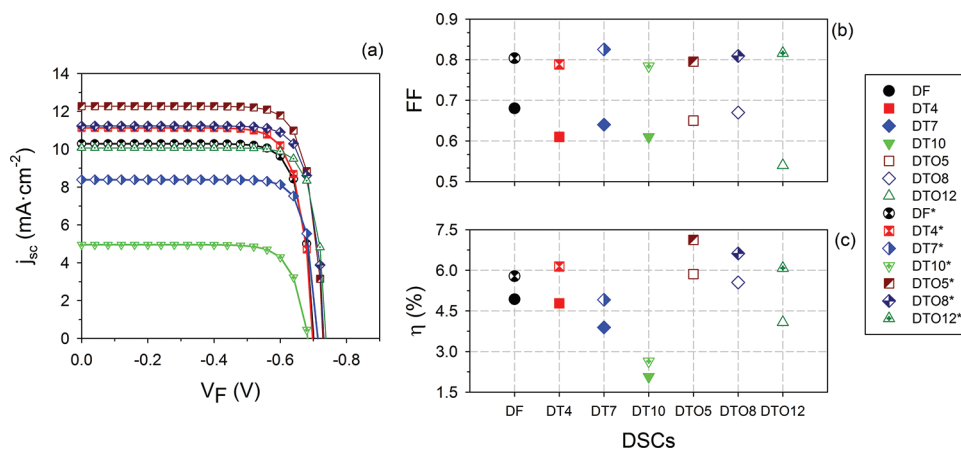 (a)
14
12
10
8
6
4
2
0
j_sc (mA·cm⁻²)
0.0 -0.2 -0.4 -0.6 -0.8
V_F (V)
(b)
0.9
0.8
0.7
0.6
0.5
FF
(c)
7.5
6.0
4.5
3.0
1.5
η (%)
DF DT4 DT7 DT10 DTO5 DTO8 DTO12
DSCs
DF
DT4
DT7
DT10
DTO5
DTO8
DTO12
DF*
DT4*
DT7*
DT10*
DTO5*
DTO8*
DTO12*